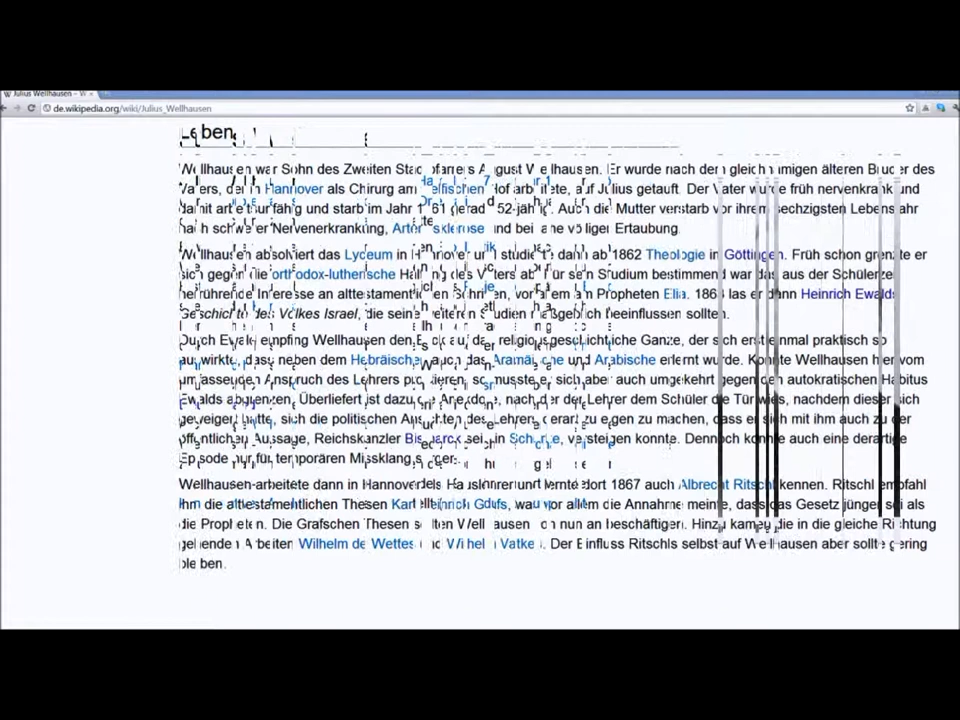 Julius Wellhausen – W
de.wikipedia.org/wiki/Julius_Wellhausen
Leben
Wellhausen war Sohn des Zweiten Stadtpfarrers August Wellhausen. Er wurde nach dem gleichnamigen älteren Bruder des
Vaters, der in Hannover als Chirurg am Welfischen Hof arbeitete, auf Julius getauft. Der Vater wurde früh nervenkrank und
damit arbeitsunfähig und starb im Jahr 1861 gerade 52-jährig. Auch die Mutter verstarb vor ihrem sechzigsten Lebensjahr
nach schwerer Nervenerkrankung, Arteriosklerose und beinahe völliger Ertaubung.
Wellhausen absolviert das Lyceum in Hannover und studierte dann ab 1862 Theologie in Göttingen. Früh schon grenzte er
sich gegen die orthodox-lutherische Haltung des Vaters ab. Für sein Studium bestimmend war das aus der Schülerzeit
herrührende Interesse an alttestamentlichen Schriften, vor allem am Propheten Elia. 1863 las er dann Heinrich Ewalds
Geschichte des Volkes Israel, die seine weiteren Studien maßgeblich beeinflussen sollten.
Durch Ewald empfing Wellhausen den Blick auf das religionsgeschichtliche Ganze, der sich erst einmal praktisch so
auswirkte, dass neben dem Hebräischen auch das Aramäische und Arabische erlernt wurde. Konnte Wellhausen hiervom
umfassenden Anspruch des Lehrers profitieren, so musste er sich aber auch umgekehrt gegen den autokratischen Habitus
Ewalds abgrenzen. Überliefert ist dazu die Anekdote, nach der der Lehrer dem Schüler die Tür wies, nachdem dieser sich
geweigert hatte, sich die politischen Ansichten des Lehrers derart zu eigen zu machen, dass er sich mit ihm auch zu der
öffentlichen Aussage, Reichskanzler Bismarck sei ein Schurke, versteigen konnte. Dennoch konnte auch eine derartige
Episode nur für temporären Missklang sorgen.
Wellhausen arbeitete dann in Hannover als Hauslehrer und lernte dort 1867 auch Albrecht Ritschl kennen. Ritschl empfahl
ihm die alttestamentlichen Thesen Karl Heinrich Grafs, was vor allem die Annahme meinte, dass das Gesetz jünger sei als
die Propheten. Die Grafschen Thesen sollten Wellhausen von nun an beschäftigen. Hinzu kamen die in die gleiche Richtung
gehenden Arbeiten Wilhelm de Wettes und Wilhelm Vatkes. Der Einfluss Ritschls selbst auf Wellhausen aber sollte gering
bleiben.